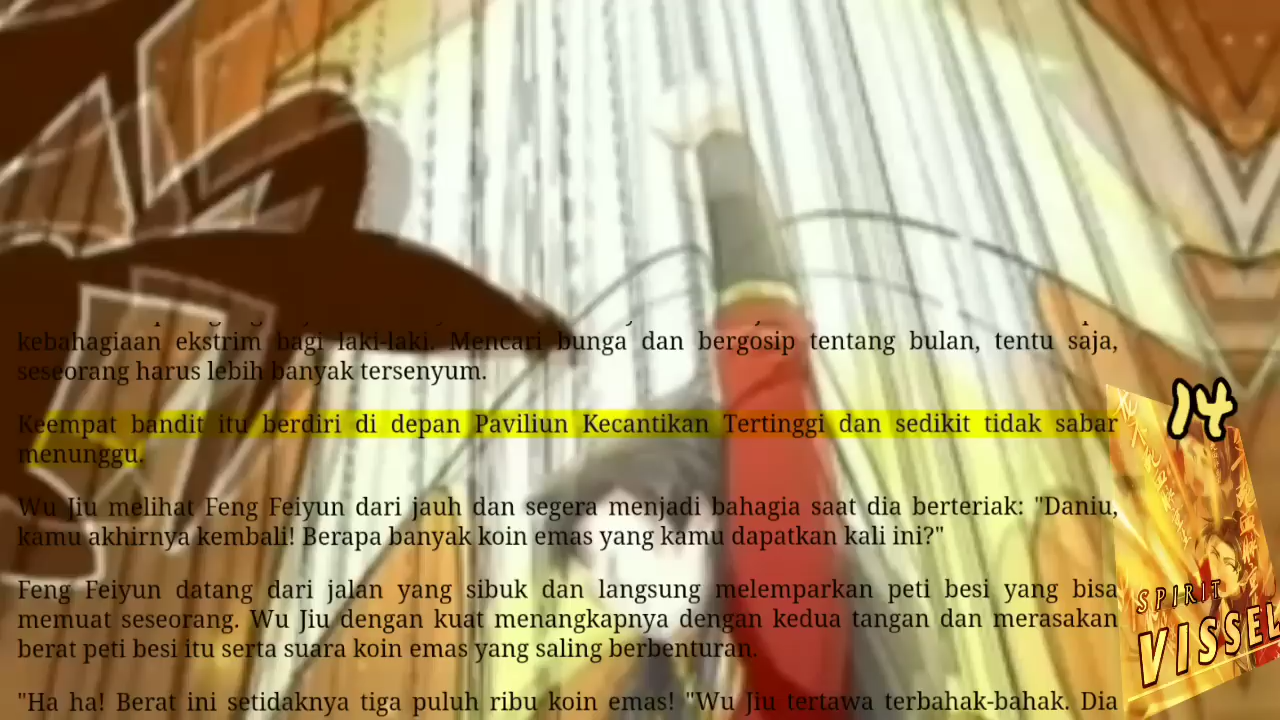 kebahagiaan ekstrim bagi laki-laki. Mencari bunga dan bergosip tentang bulan, tentu saja,
seseorang harus lebih banyak tersenyum.
Keempat bandit itu berdiri di depan Paviliun Kecantikan Tertinggi dan sedikit tidak sabar
menunggu.
Wu Jiu melihat Feng Feiyun dari jauh dan segera menjadi bahagia saat dia berteriak: "Daniu,
kamu akhirnya kembali! Berapa banyak koin emas yang kamu dapatkan kali ini?"
Feng Feiyun datang dari jalan yang sibuk dan langsung melemparkan peti besi yang bisa
memuat seseorang. Wu Jiu dengan kuat menangkapnya dengan kedua tangan dan merasakan
berat peti besi itu serta suara koin emas yang saling berbenturan.
"Ha ha! Berat ini setidaknya tiga puluh ribu koin emas! "Wu Jiu tertawa terbahak-bahak. Dia
14
SPIRIT
VISSEL